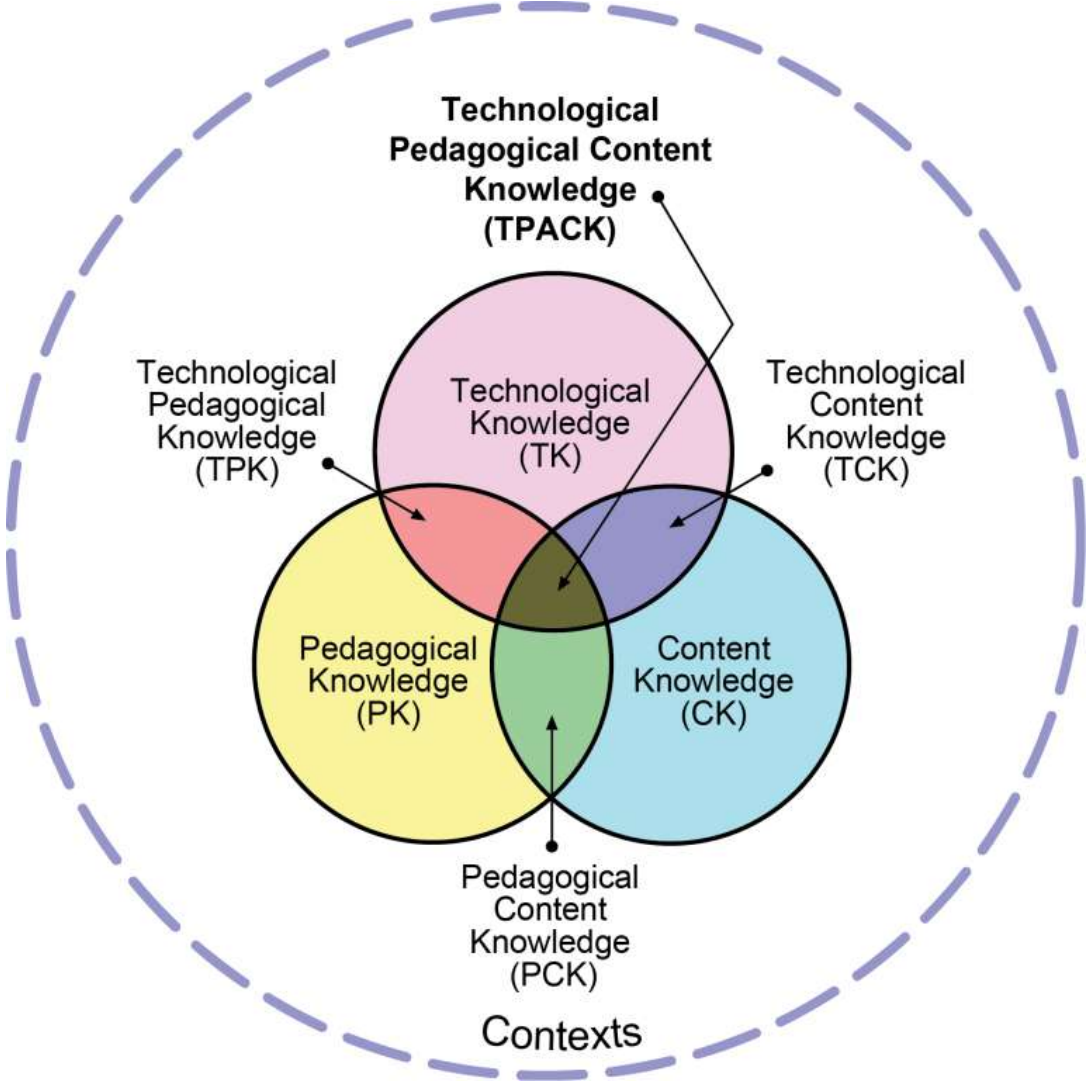 Technological
Pedagogical Content
Knowledge
(TPACK)
Technological
Pedagogical
Knowledge
(TPK)
Technological
Knowledge
(TK)
Technological
Content
Knowledge
(TCK)
Pedagogical
Knowledge
(PK)
Content
Knowledge
(CK)
Pedagogical
Content
Knowledge
(PCK)
Contexts